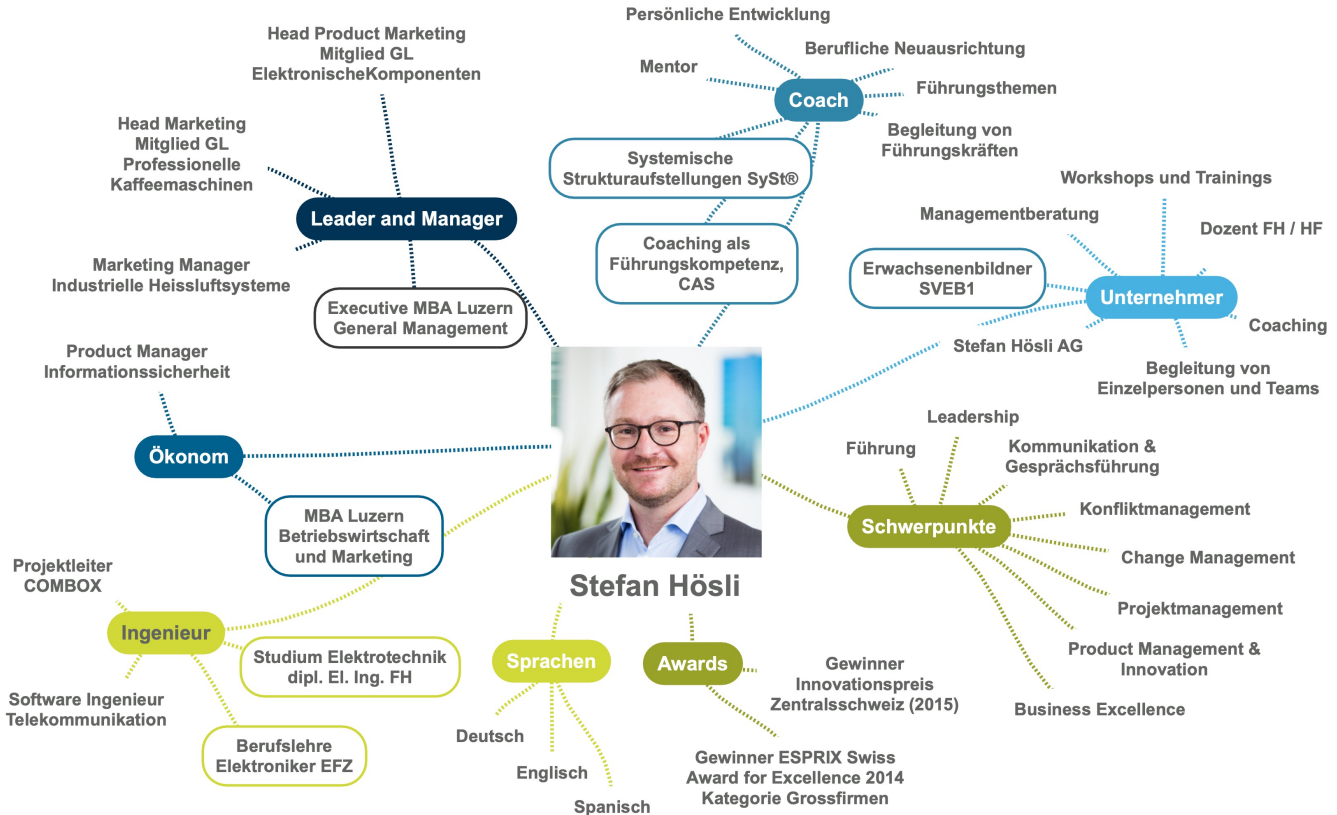 Head Product Marketing
Mitglied GL
ElektronischeKomponenten
Head Marketing
Mitglied GL
Professionelle
Kaffeemaschinen
Leader and Manager
Marketing Manager
Industrielle Heissluftsysteme
Executive MBA Luzern
General Management
Persönliche Entwicklung
Mentor
Berufliche Neuausrichtung
Coach
Führungsthemen
Begleitung von
Führungskräften
Systemische
Strukturaufstellungen SySt®
Coaching als
Führungskompetenz,
CAS
Workshops und Trainings
Managementberatung
Dozent FH / HF
Erwachsenenbildner
SVEB1
Unternehmer
Stefan Hösli AG
Coaching
Begleitung von
Einzelpersonen und Teams
Product Manager
Informationssicherheit
Ökonom
MBA Luzern
Betriebswirtschaft
und Marketing
Leadership
Führung
Kommunikation &
Gesprächsführung
Schwerpunkte
Konfliktmanagement
Change Management
Projektmanagement
Product Management &
Innovation
Business Excellence
Stefan Hösli
Projektleiter
COMBOX
Ingenieur
Studium Elektrotechnik
dipl. El. Ing. FH
Software Ingenieur
Telekommunikation
Berufslehre
Elektroniker EFZ
Sprachen
Deutsch
Englisch
Spanisch
Awards
Gewinner
Innovationspreis
Zentralsschweiz (2015)
Gewinner ESPRIX Swiss
Award for Excellence 2014
Kategorie Grossfirmen